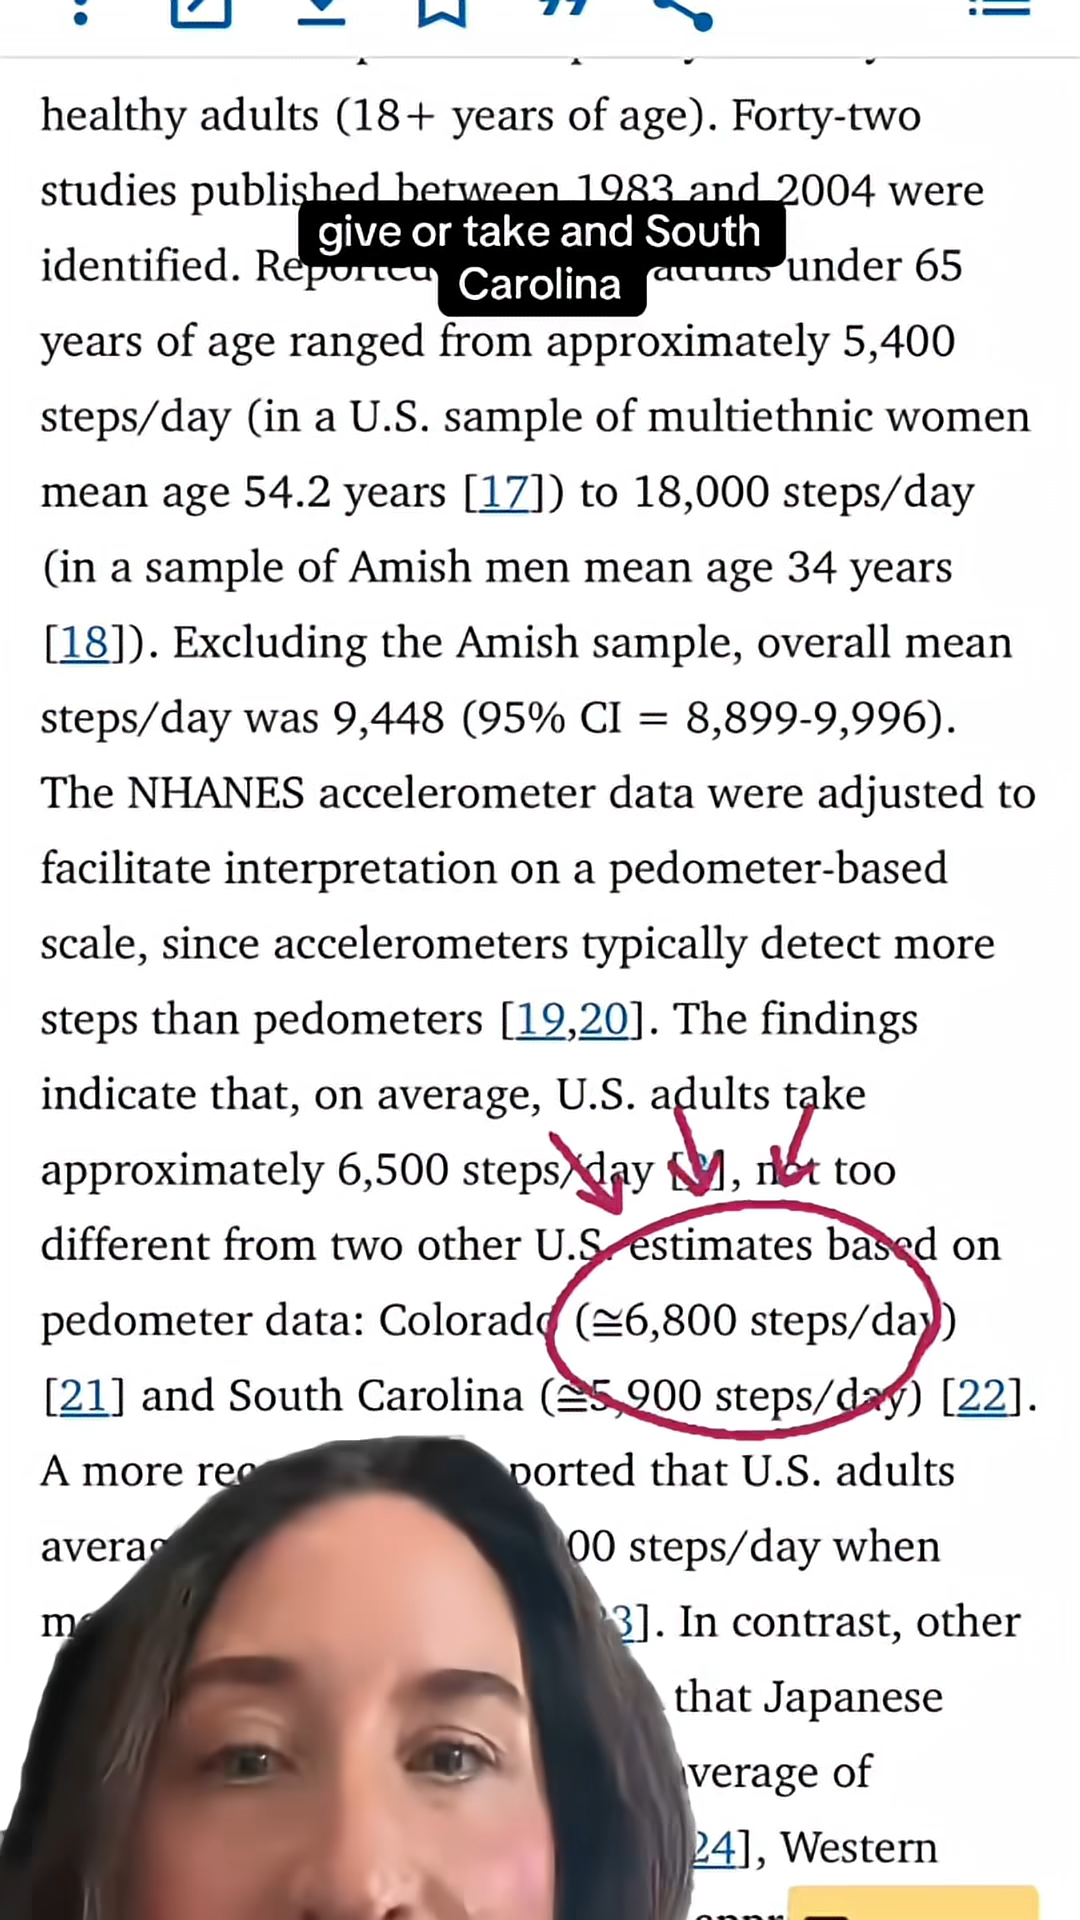 healthy adults (18+ years of age). Forty-two
studies published between 1983 and 2004 were
give or take and South
Carolina
identified. Reported adults under 65
years of age ranged from approximately 5,400
steps/day (in a U.S. sample of multiethnic women
mean age 54.2 years [17]) to 18,000 steps/day
(in a sample of Amish men mean age 34 years
[18]). Excluding the Amish sample, overall mean
steps/day was 9,448 (95% CI = 8,899-9,996).
The NHANES accelerometer data were adjusted to
facilitate interpretation on a pedometer-based
scale, since accelerometers typically detect more
steps than pedometers [19,20]. The findings
indicate that, on average, U.S. adults take
approximately 6,500 steps/day not too
different from two other U.S. estimates based on
pedometer data: Colorado (≅6,800 steps/day)
[21] and South Carolina (≅5,900 steps/day) [22].
A more ported that U.S. adults
00 steps/day when
3]. In contrast, other
that Japanese
verage of
24], Western